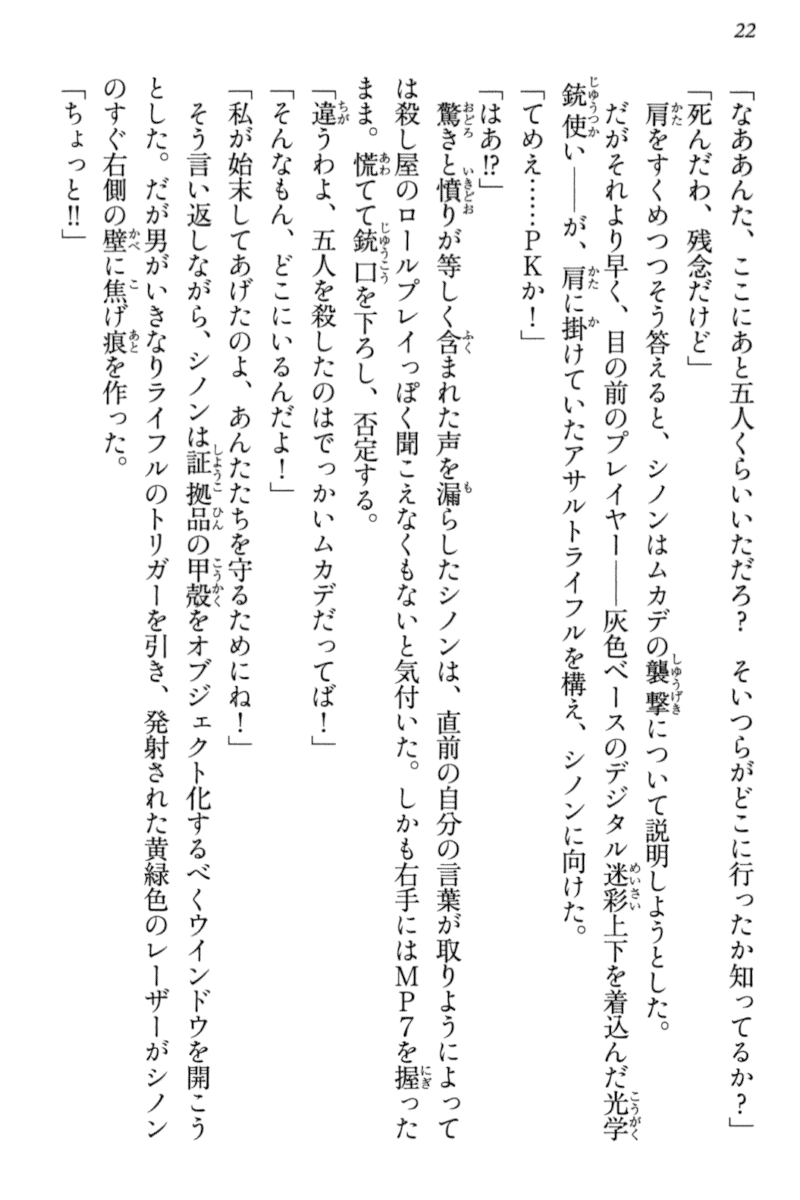 22
「なああんた、ここにあと五人くらいいただろ？　そいつらがどこに行ったか知ってるか？」
「死んだわ、残念だけど」
　肩をすくめつつそう答えると、シノンはムカデの襲撃について説明しようとした。
　だがそれより早く、目の前のプレイヤー——灰色ベースのデジタル迷彩上下を着込んだ光学
銃使い——が、肩に掛けていたアサルトライフルを構え、シノンに向けた。
「てめえ……ＰＫか！」
「はあ!?」
　驚きと憤りが等しく含まれた声を漏らしたシノンは、直前の自分の言葉が取りようによって
は殺し屋のロールプレイっぽく聞こえなくもないと気付いた。しかも右手にはＭＰ７を握った
まま。慌てて銃口を下ろし、否定する。
「違うわよ、五人を殺したのはでっかいムカデだってば！」
「そんなもん、どこにいるんだよ！」
「私が始末してあげたのよ、あんたたちを守るためにね！」
　そう言い返しながら、シノンは証拠品の甲殻をオブジェクト化するべくウインドウを開こう
とした。だが男がいきなりライフルのトリガーを引き、発射された黄緑色のレーザーがシノン
のすぐ右側の壁に焦げ痕を作った。
「ちょっと!!」